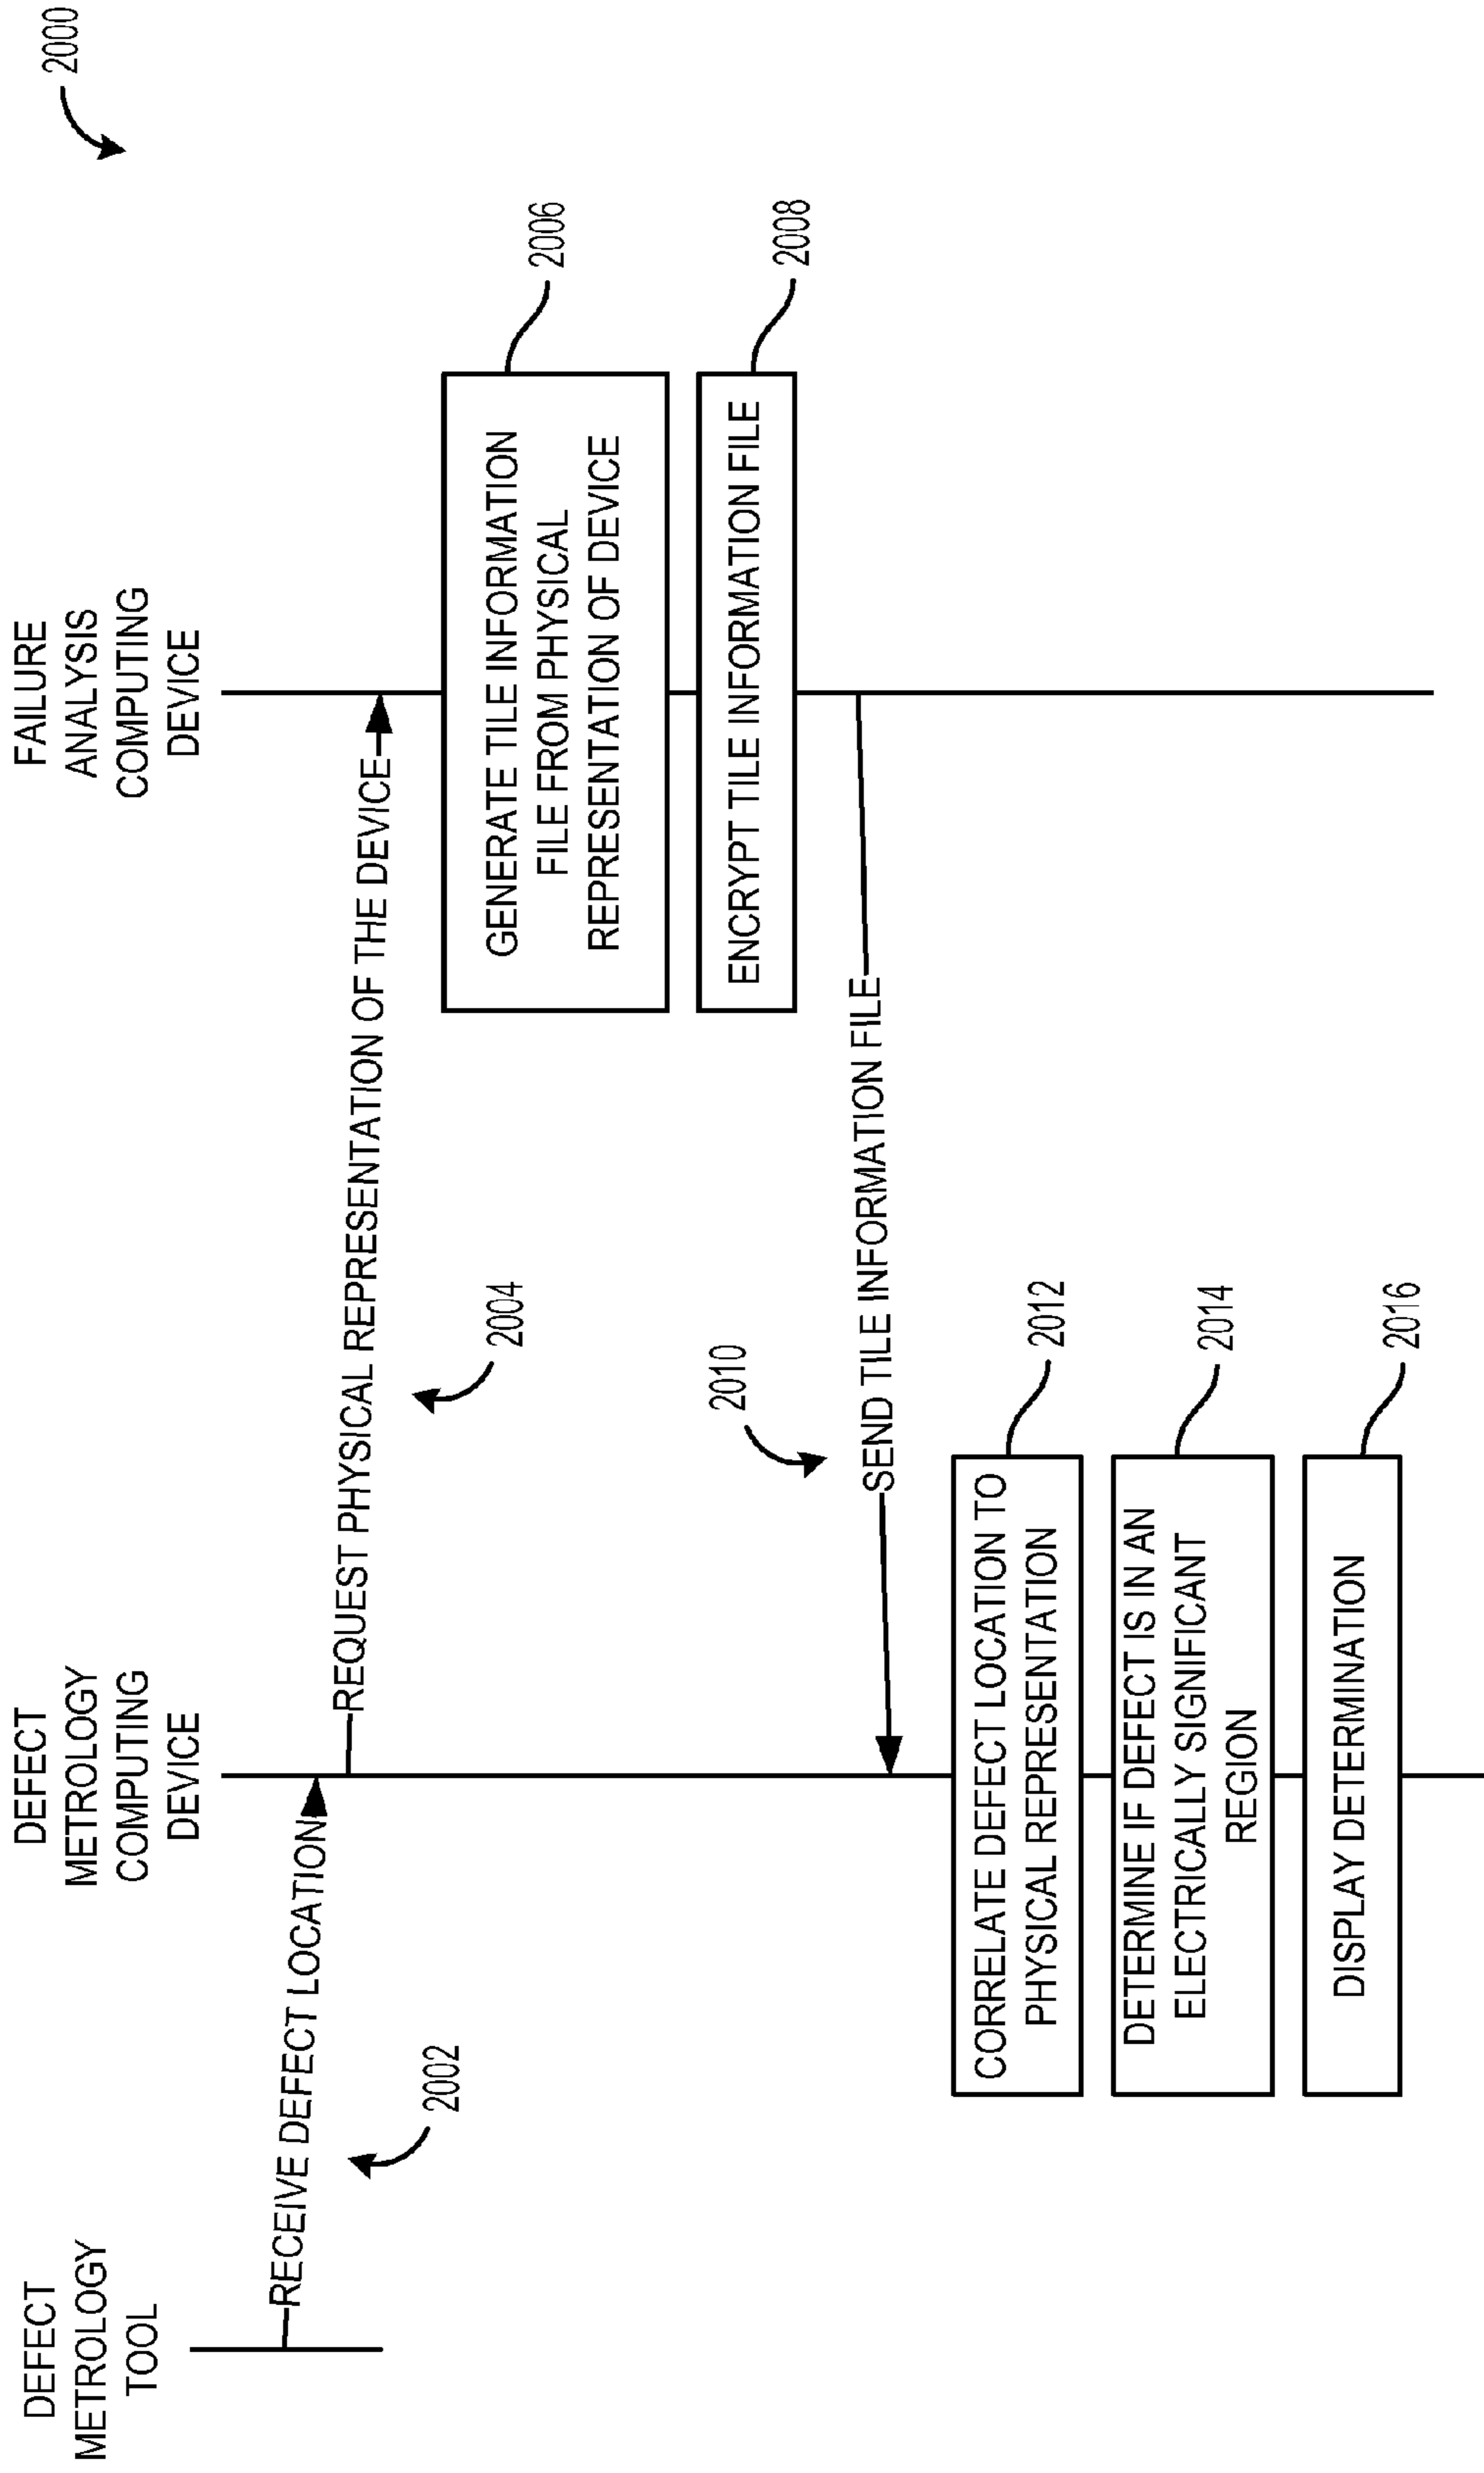 2000
DEFECT
METROLOGY
TOOL
DEFECT
METROLOGY
COMPUTING
DEVICE
FAILURE
ANALYSIS
COMPUTING
DEVICE
RECEIVE DEFECT LOCATION
2002
REQUEST PHYSICAL REPRESENTATION OF THE DEVICE
2004
GENERATE TILE INFORMATION
FILE FROM PHYSICAL
REPRESENTATION OF DEVICE
2006
ENCRYPT TILE INFORMATION FILE
2008
2010
SEND TILE INFORMATION FILE
CORRELATE DEFECT LOCATION TO
PHYSICAL REPRESENTATION
2012
DETERMINE IF DEFECT IS IN AN
ELECTRICALLY SIGNIFICANT
REGION
2014
DISPLAY DETERMINATION
2016